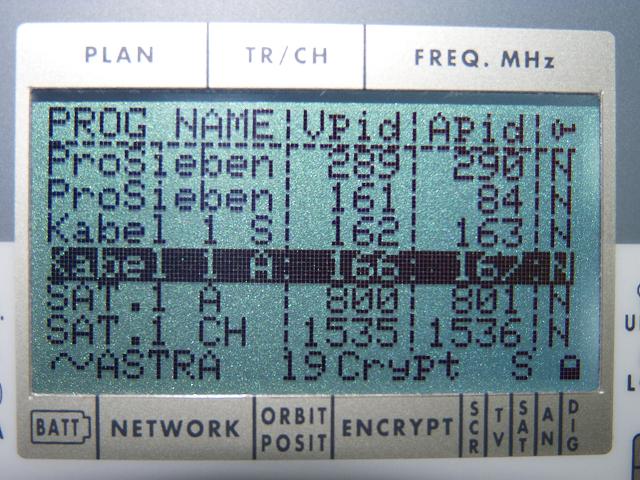 PLAN TR/CH FREQ. MHz
PROG NAME VPid APid
ProSieben 289 290 N
ProSieben 161 84 N
Kabel 1 S 162 163 N
Kabel 1 A 166 167 N
SAT.1 A 800 801 N
SAT.1 CH 1535 1536 N
~ASTRA 19 Crypt S
BATT NETWORK ORBIT POSIT ENCRYPT SCR TV SAT AN DIG